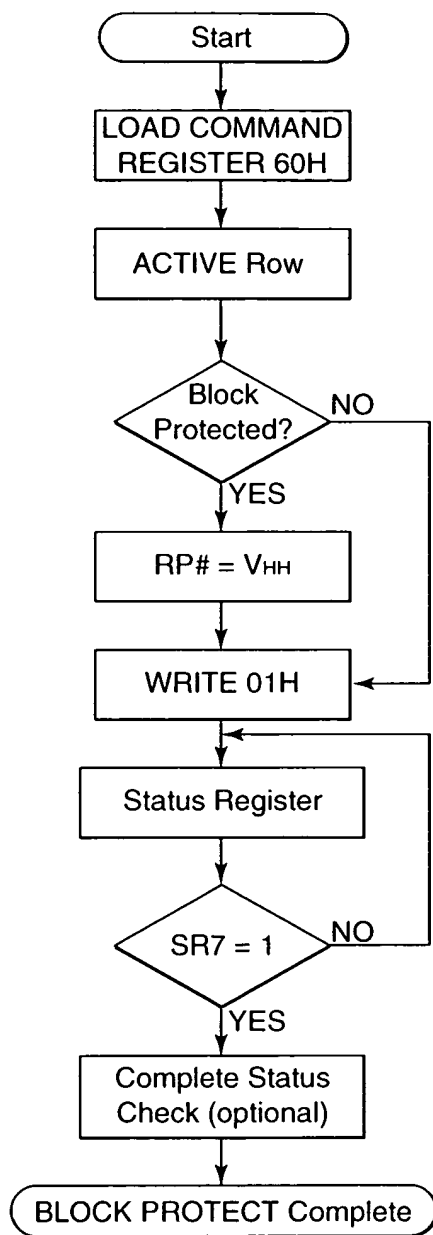 Start
LOAD COMMAND
REGISTER 60H
ACTIVE Row
Block
Protected?
NO
YES
RP# = VHH
WRITE 01H
Status Register
SR7 = 1
NO
YES
Complete Status
Check (optional)
BLOCK PROTECT Complete